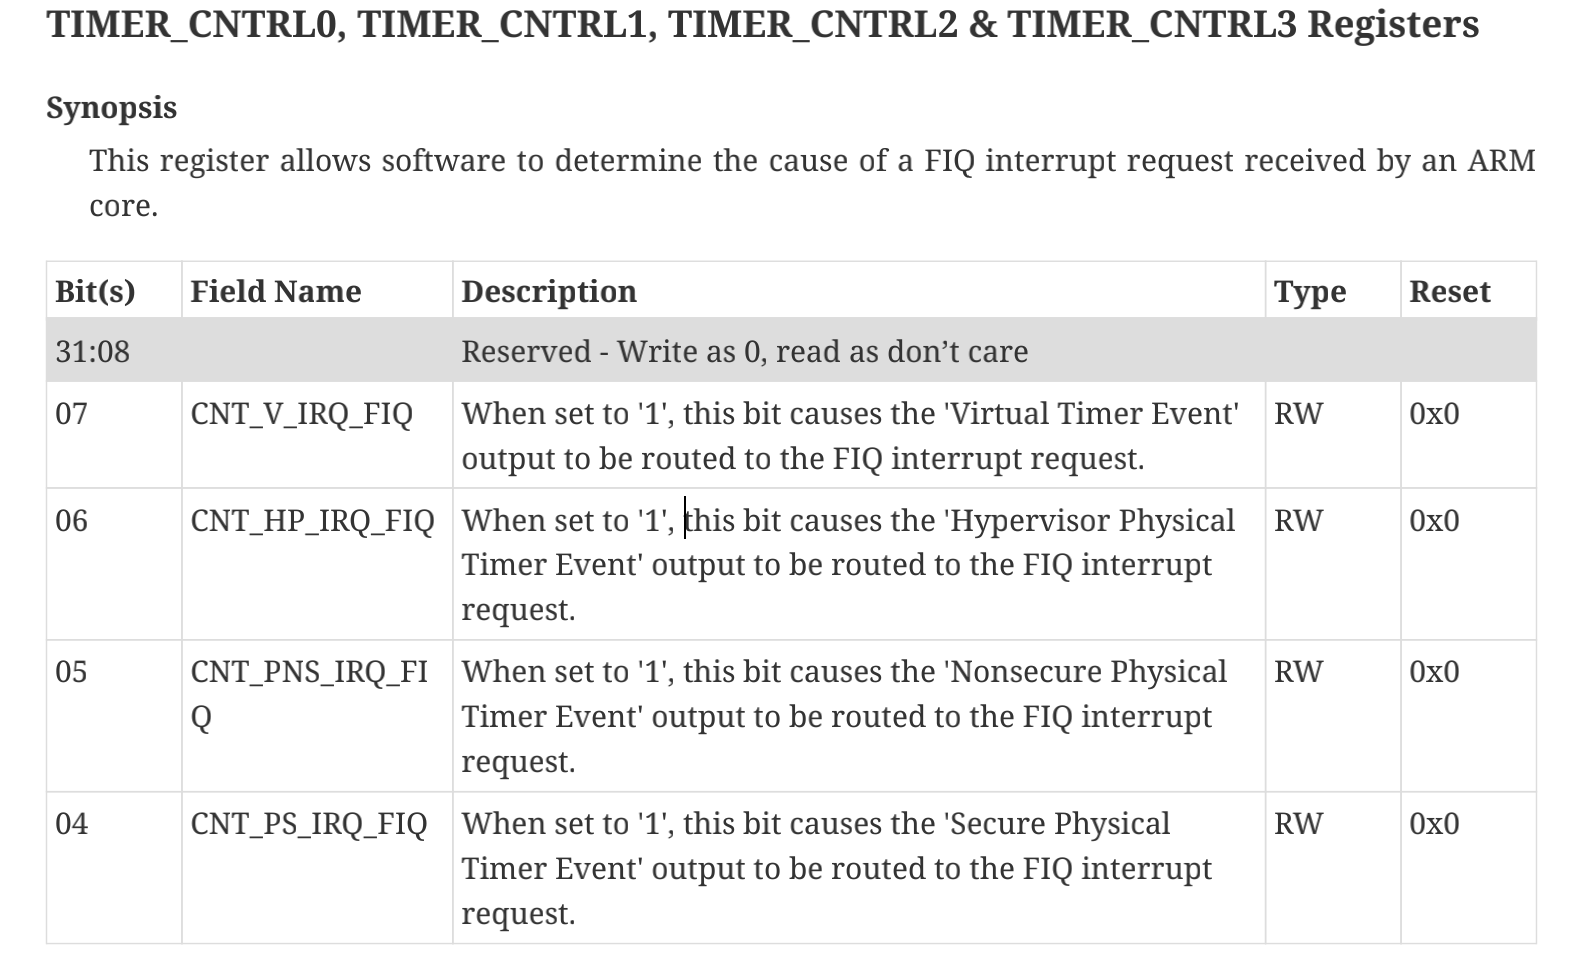 TIMER_CNTRL0, TIMER_CNTRL1, TIMER_CNTRL2 & TIMER_CNTRL3 Registers
Synopsis
This register allows software to determine the cause of a FIQ interrupt request received by an ARM
core.
Bit(s) Field Name Description Type Reset
31:08 Reserved - Write as 0, read as don’t care
07 CNT_V_IRQ_FIQ When set to '1', this bit causes the 'Virtual Timer Event' RW 0x0
output to be routed to the FIQ interrupt request.
06 CNT_HP_IRQ_FIQ When set to '1', this bit causes the 'Hypervisor Physical RW 0x0
Timer Event' output to be routed to the FIQ interrupt
request.
05 CNT_PNS_IRQ_FI When set to '1', this bit causes the 'Nonsecure Physical RW 0x0
Q Timer Event' output to be routed to the FIQ interrupt
request.
04 CNT_PS_IRQ_FIQ When set to '1', this bit causes the 'Secure Physical RW 0x0
Timer Event' output to be routed to the FIQ interrupt
request.